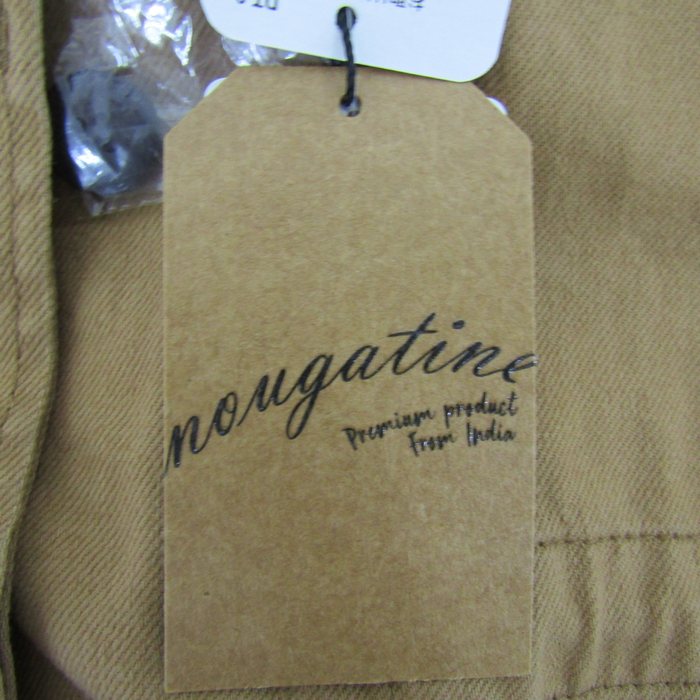 nougatine
Premium product
From India